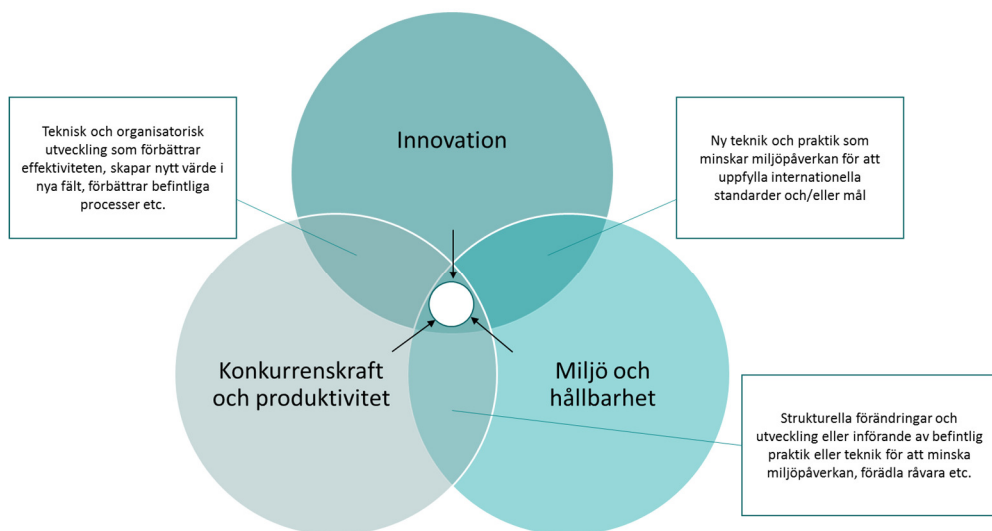 Innovation
Teknisk och organisatorisk
utveckling som förbättrar
effektiviteten, skapar nytt värde i
nya fält, förbättrar befintliga
processer etc.
Ny teknik och praktik som
minskar miljöpåverkan för att
uppfylla internationella
standarder och/eller mål
Konkurrenskraft
och produktivitet
Miljö och
hållbarhet
Strukturella förändringar och
utveckling eller införande av befintlig
praktik eller teknik för att minska
miljöpåverkan, förädla råvara etc.